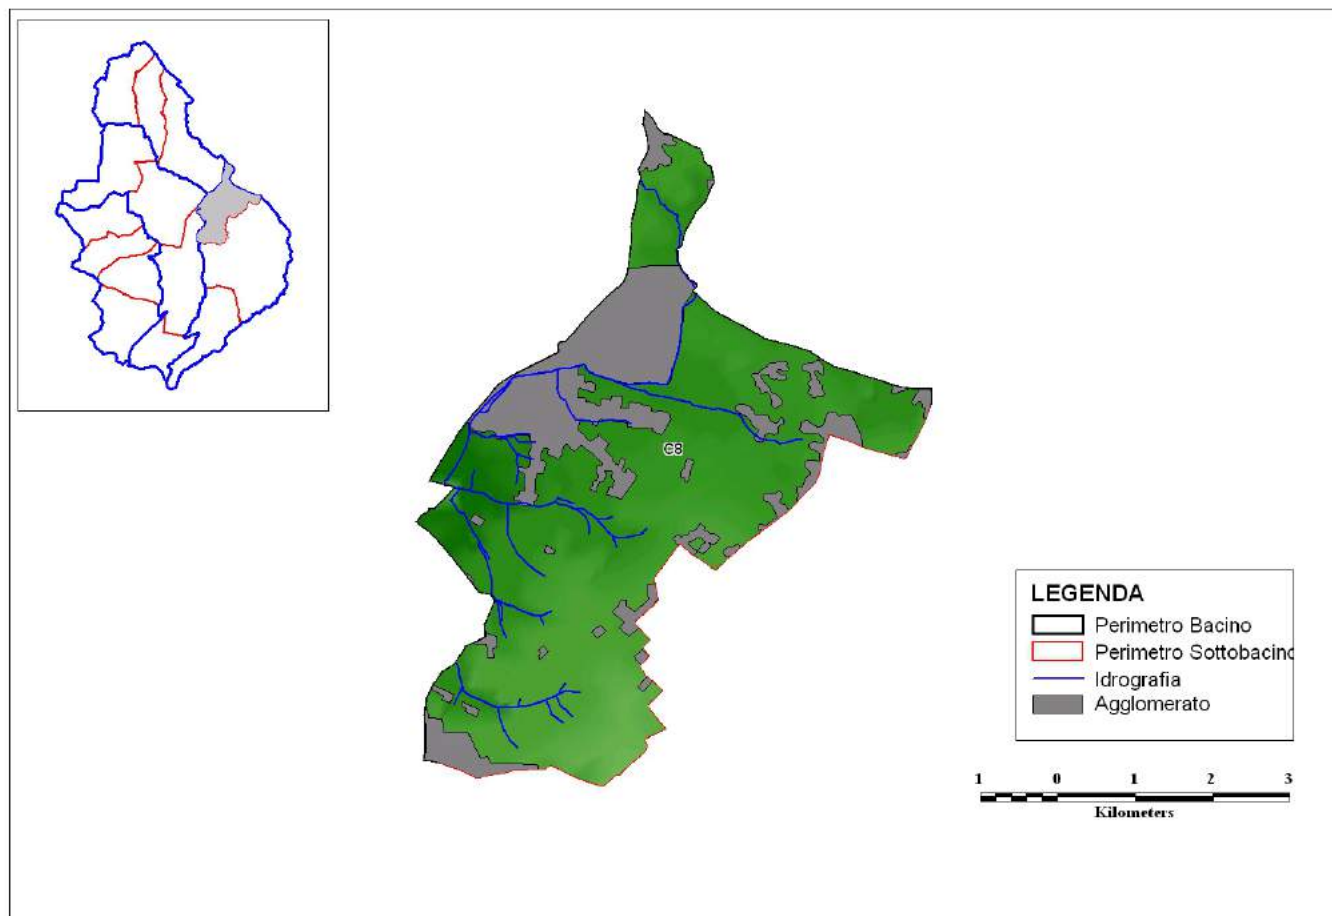 C8
LEGENDA
Perimetro Bacino
Perimetro Sottobacino
Idrografia
Agglomerato
1 0 1 2 3
Kilometers